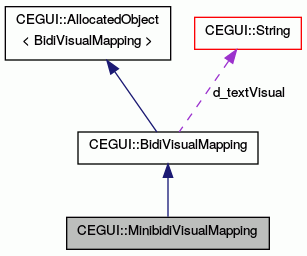 CEGUI::AllocatedObject
< BidiVisualMapping >
CEGUI::String
d_textVisual
CEGUI::BidiVisualMapping
CEGUI::MinibidiVisualMapping